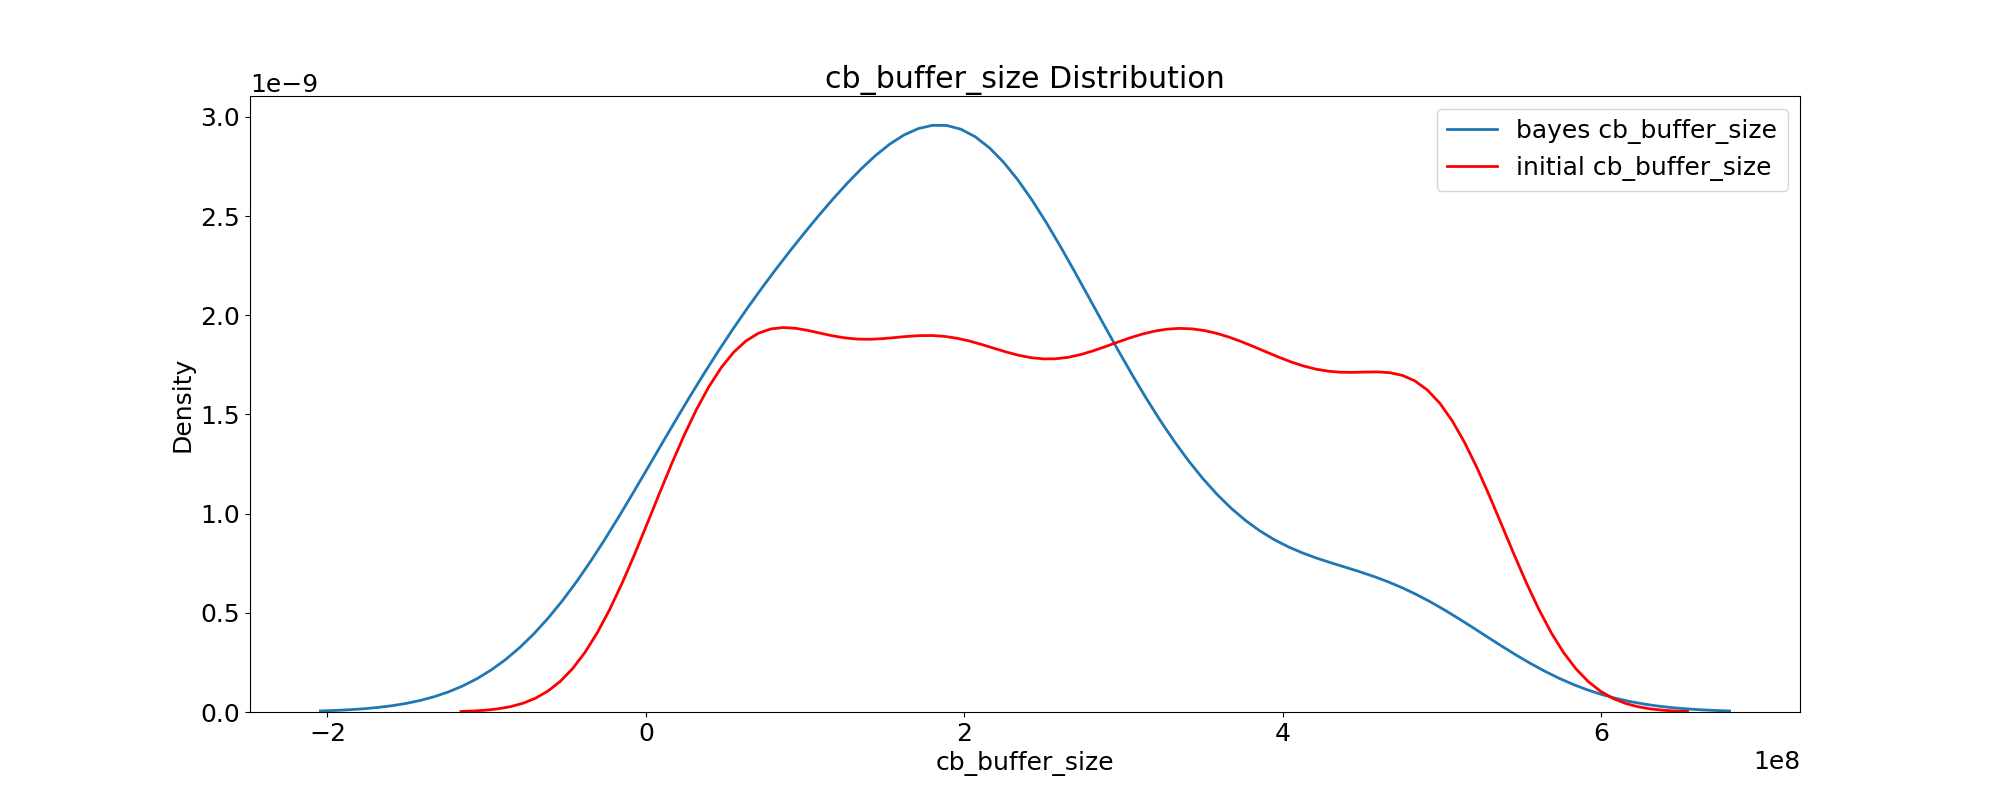 cb_buffer_size Distribution
1e−9
3.0
2.5
2.0
1.5
1.0
0.5
0.0
Density
bayes cb_buffer_size
initial cb_buffer_size
−2
0
2
4
6
cb_buffer_size
1e8